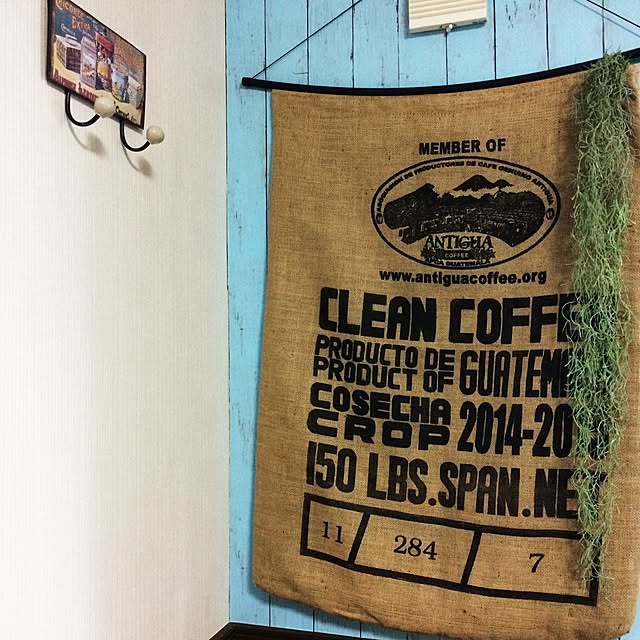 MEMBER OF
ANTIGUA
COFFEE
www.antiguacoffee.org
CLEAN COFFE
PRODUCTO DE
PRODUCT OF GUATEM
COSECHA
CROP 2014-20
150 LBS.SPAN.NE
11 284 7